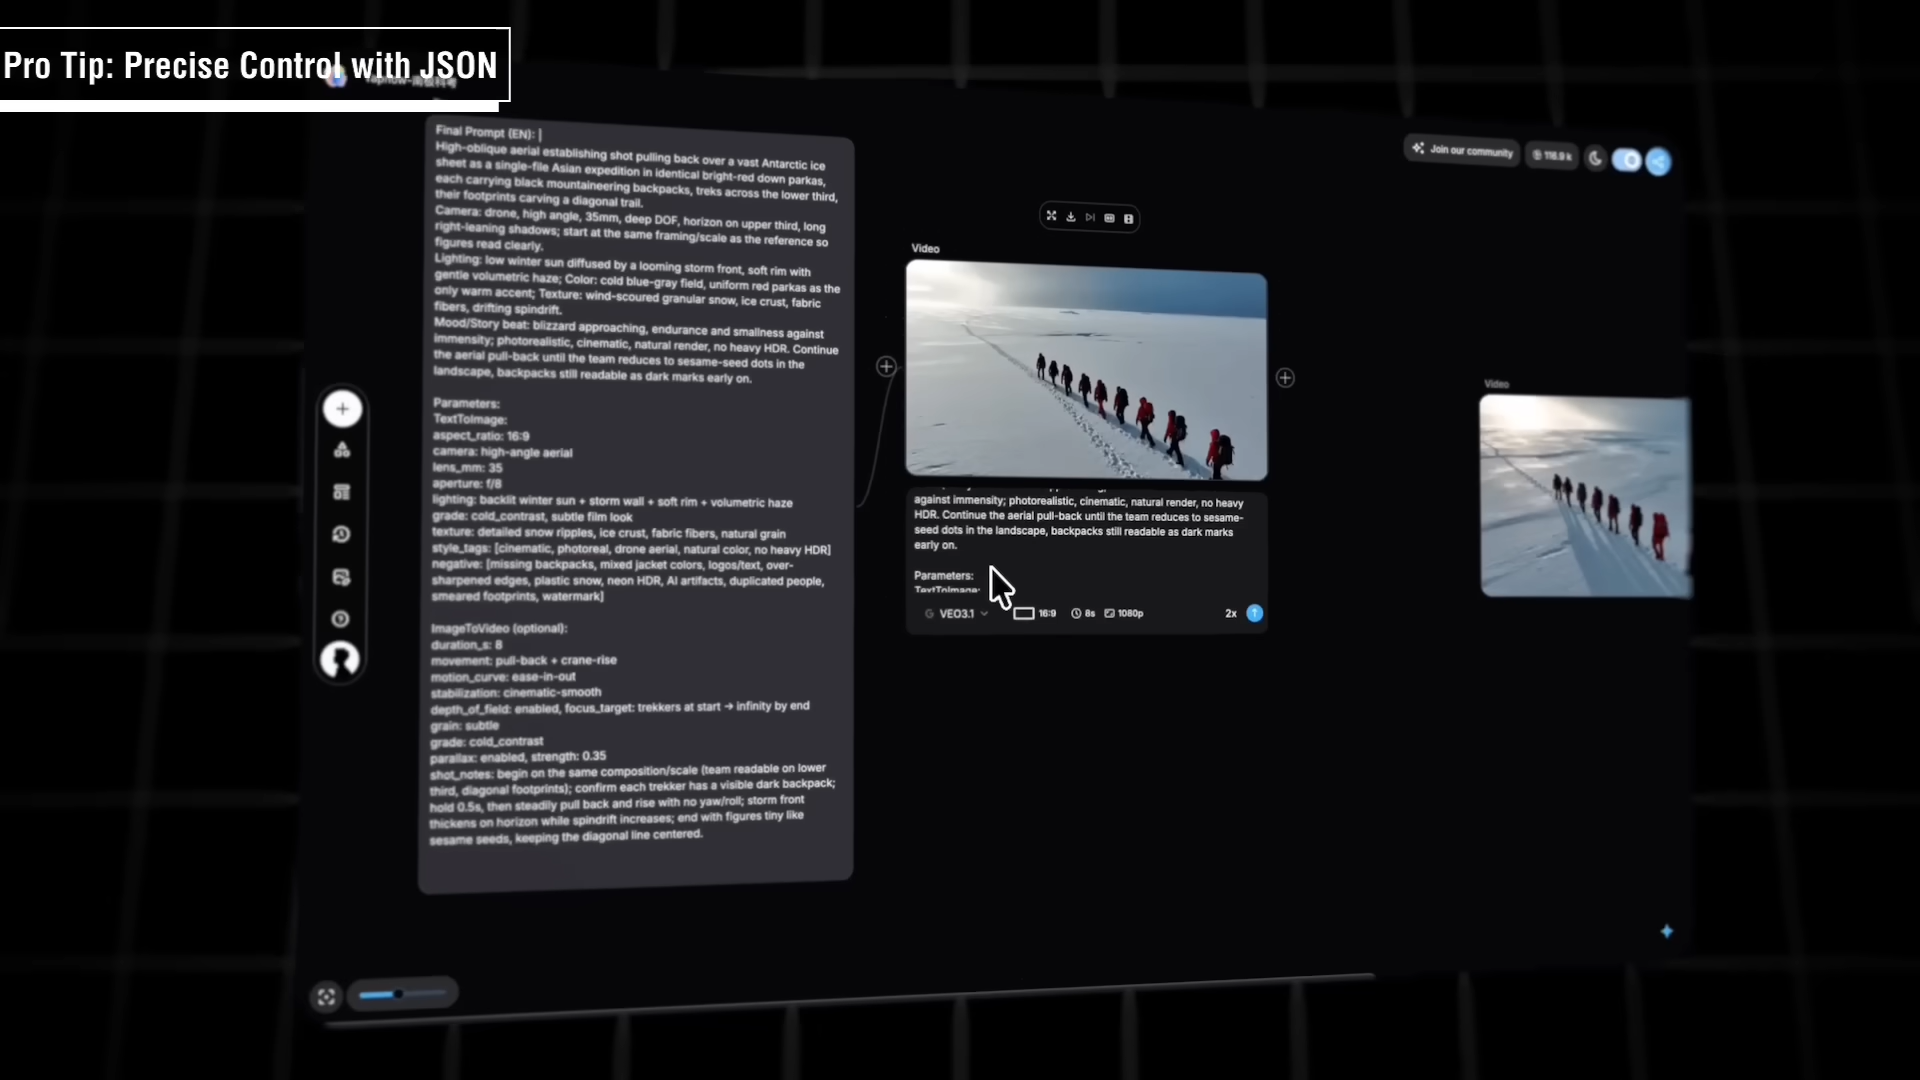 Pro Tip: Precise Control with JSON
Final Prompt (EN):
High-oblique aerial establishing shot pulling back over a vast Antarctic ice
sheet as a single-file Asian expedition in identical bright-red down parkas,
each carrying black mountaineering backpacks, treks across the lower third,
their footprints carving a diagonal trail.
Camera: drone, high angle, 35mm, deep DOF, horizon on upper third, long
right-leaning shadows; start at the same framing/scale as the reference so
figures read clearly.
Lighting: low winter sun diffused by a looming storm front, soft rim with
gentle volumetric haze; Color: cold blue-gray field, uniform red parkas as the
only warm accent; Texture: wind-scoured granular snow, ice crust, fabric
fibers, drifting spindrift.
Mood/Story beat: blizzard approaching, endurance and smallness against
immensity; photorealistic, cinematic, natural render, no heavy HDR. Continue
the aerial pull-back until the team reduces to sesame-seed dots in the
landscape, backpacks still readable as dark marks early on.
Parameters:
TextToImage:
aspect_ratio: 16:9
camera: high-angle aerial
lens_mm: 35
aperture: f/8
lighting: backlit winter sun + storm wall + soft rim + volumetric haze
grade: cold_contrast, subtle film look
texture: detailed snow ripples, ice crust, fabric fibers, natural grain
style_tags: [cinematic, photoreal, drone aerial, natural color, no heavy HDR]
negative: [missing backpacks, mixed jacket colors, logos/text, over-
sharpened edges, plastic snow, neon HDR, AI artifacts, duplicated people,
smeared footprints, watermark]
ImageToVideo (optional):
duration_s: 8
movement: pull-back + crane-rise
motion_curve: ease-in-out
stabilization: cinematic-smooth
depth_of_field: enabled, focus_target: trekkers at start → infinity by end
grain: subtle
grade: cold_contrast
parallax: enabled, strength: 0.35
shot_notes: begin on the same composition/scale (team readable on lower
third, diagonal footprints); confirm each trekker has a visible dark backpack;
hold 0.5s, then steadily pull back and rise with no yaw/roll; storm front
thickens on horizon while spindrift increases; end with figures tiny like
sesame seeds, keeping the diagonal line centered.
Video
against immensity; photorealistic, cinematic, natural render, no heavy
HDR. Continue the aerial pull-back until the team reduces to sesame-
seed dots in the landscape, backpacks still readable as dark marks
early on.
Parameters:
TextToImage:
G VEO3.1 16:9 8s 1080p 2x
Join our community 116.9 k
Video